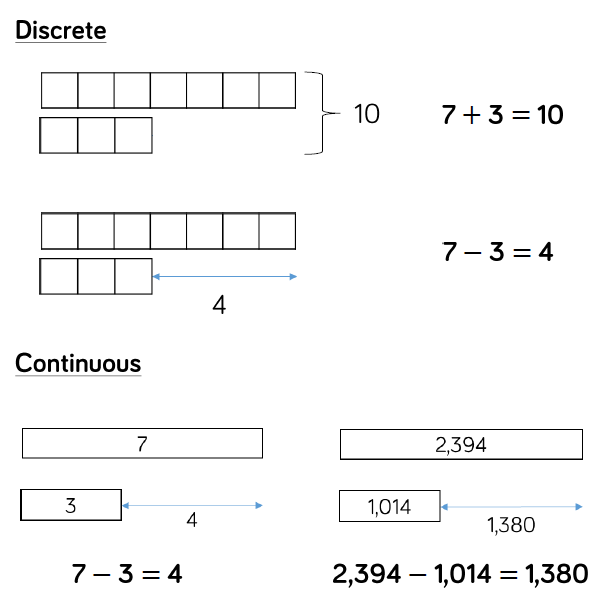 Discrete
10
7 + 3 = 10
7 − 3 = 4
4
Continuous
7
3
4
7 − 3 = 4
2,394
1,014
1,380
2,394 − 1,014 = 1,380